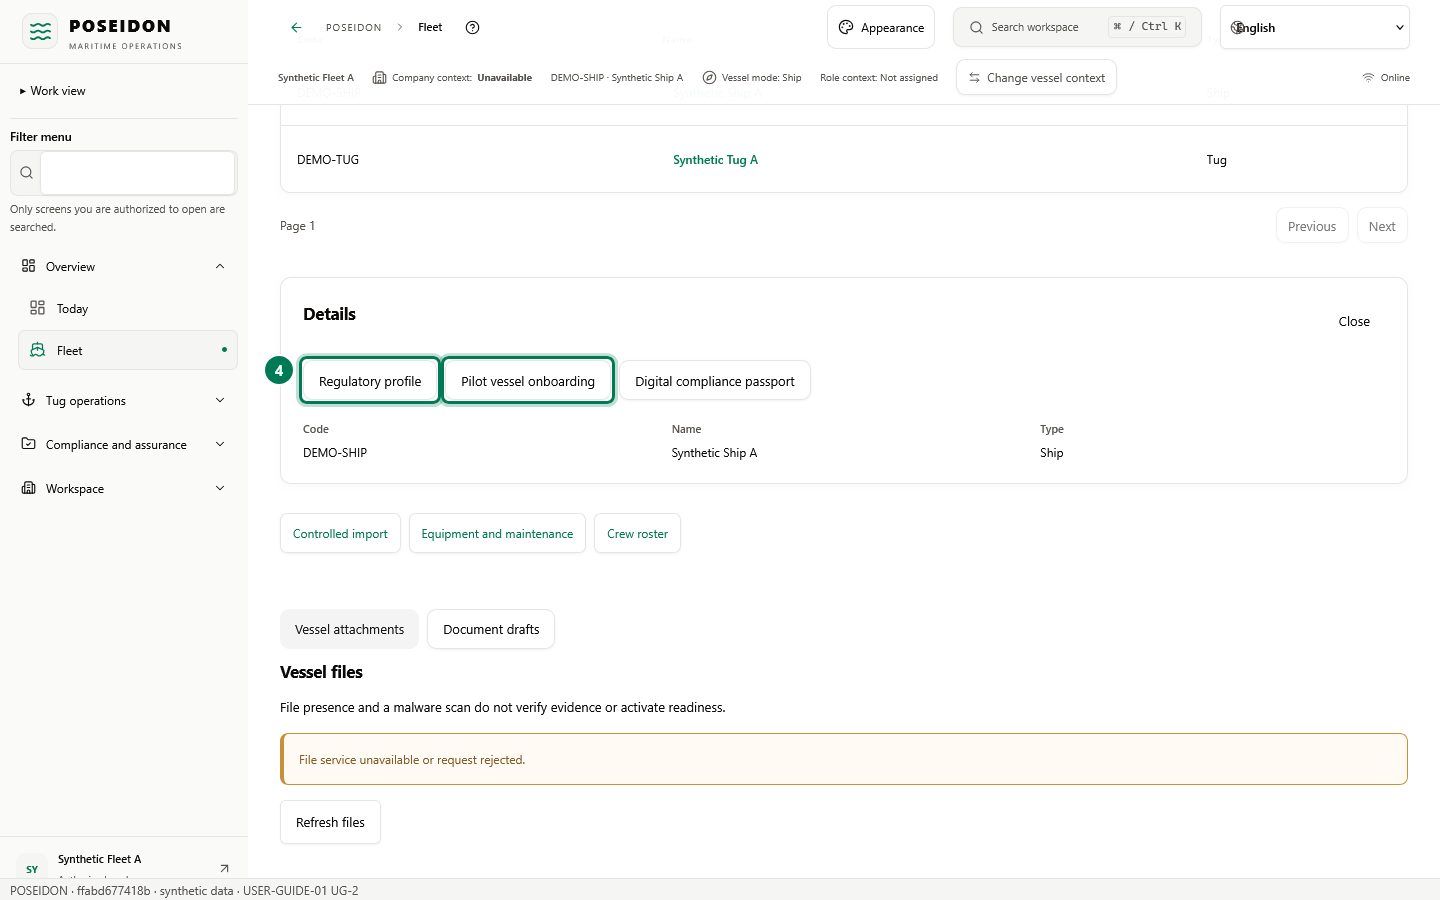 POSEIDON
MARITIME OPERATIONS
POSEIDON > Fleet
Appearance
Search workspace ⌘ / Ctrl K
English
Synthetic Fleet A
Company context: Unavailable
DEMO-SHIP · Synthetic Ship A
Vessel mode: Ship
Role context: Not assigned
Change vessel context
Online
DEMO-SHIP Synthetic Ship A Ship
Work view
Filter menu
Only screens you are authorized to open are
searched.
Overview
Today
Fleet
Tug operations
Compliance and assurance
Workspace
DEMO-TUG Synthetic Tug A Tug
Page 1
Previous
Next
Details
Close
4
Regulatory profile
Pilot vessel onboarding
Digital compliance passport
Code Name Type
DEMO-SHIP Synthetic Ship A Ship
Controlled import
Equipment and maintenance
Crew roster
Vessel attachments
Document drafts
Vessel files
File presence and a malware scan do not verify evidence or activate readiness.
File service unavailable or request rejected.
Refresh files
SY
Synthetic Fleet A
POSEIDON · ffabd677418b · synthetic data · USER-GUIDE-01 UG-2